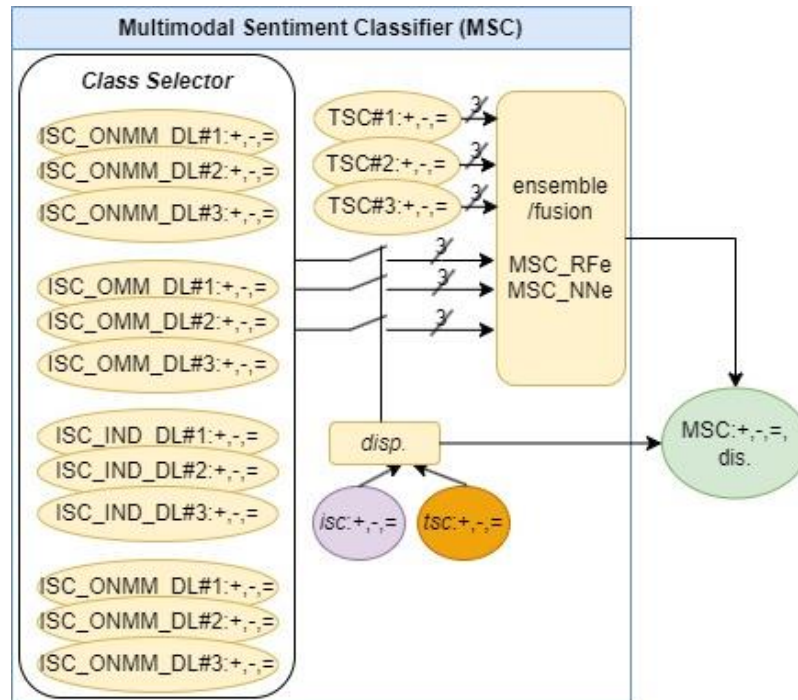 Multimodal Sentiment Classifier (MSC)
Class Selector
ISC_ONMM_DL#1:+,-,=
ISC_ONMM_DL#2:+,-,=
ISC_ONMM_DL#3:+,-,=
ISC_OMM_DL#1:+,-,=
ISC_OMM_DL#2:+,-,=
ISC_OMM_DL#3:+,-,=
ISC_IND_DL#1:+,-,=
ISC_IND_DL#2:+,-,=
ISC_IND_DL#3:+,-,=
ISC_ONMM_DL#1:+,-,=
ISC_ONMM_DL#2:+,-,=
ISC_ONMM_DL#3:+,-,=
TSC#1:+,-,=
3
TSC#2:+,-,=
3
TSC#3:+,-,=
3
3
3
3
ensemble
/fusion
MSC_RFe
MSC_NNe
disp.
isc:+,-,=
tsc:+,-,=
MSC:+,-,=,
dis.